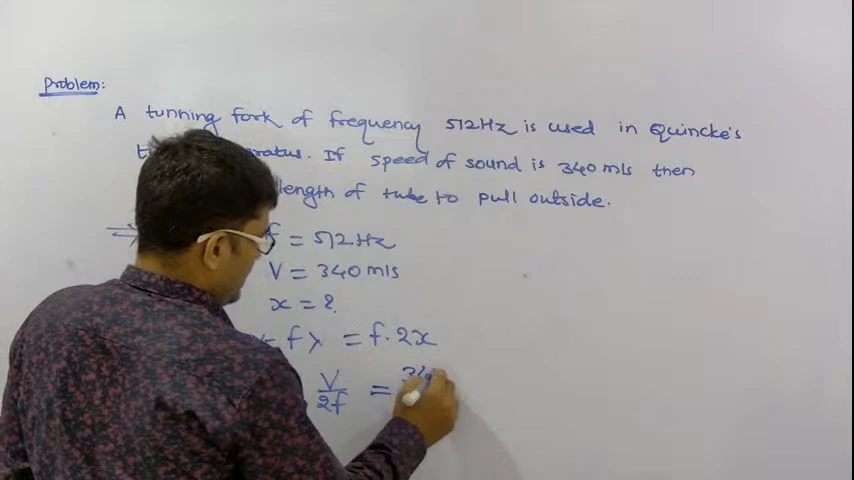 Problem:
A tunning fork of frequency 512Hz is used in Quincke's
If speed of sound is 340 m/s then
length of tube to pull outside.
f = 512Hz
V = 340 m/s
x = ?
fλ = f·2x
V/2f = 34